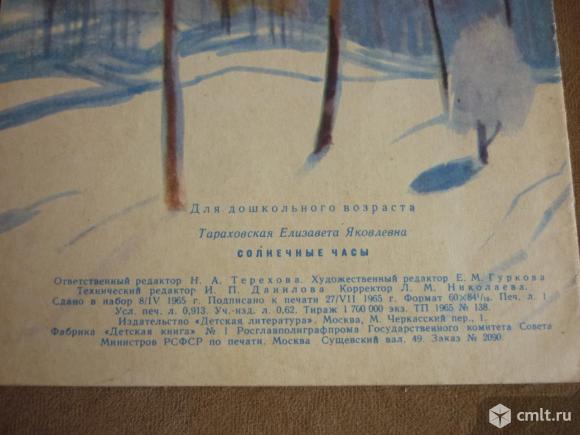 Для дошкольного возраста
Тараховская Елизавета Яковлевна
СОЛНЕЧНЫЕ ЧАСЫ
Ответственный редактор Н. А. Терехова. Художественный редактор Е. М. Гуркова
Технический редактор И. П. Данилова. Корректор Л. М. Николаева.
Сдано в набор 8/IV 1965 г. Подписано к печати 27/VII 1965 г. Формат 60×84¹/₁₆. Печ. л. 1
Усл. печ. л. 0,913. Уч.-изд. л. 0,62. Тираж 1 760 000 экз. ТП 1965 № 138.
Издательство «Детская литература». Москва, М. Черкасский пер., 1.
Фабрика «Детская книга» № 1 Росглавполиграфпрома Государственного комитета Совета
Министров РСФСР по печати. Москва Сущевский вал. 49. Заказ № 2090.
cmlt.ru